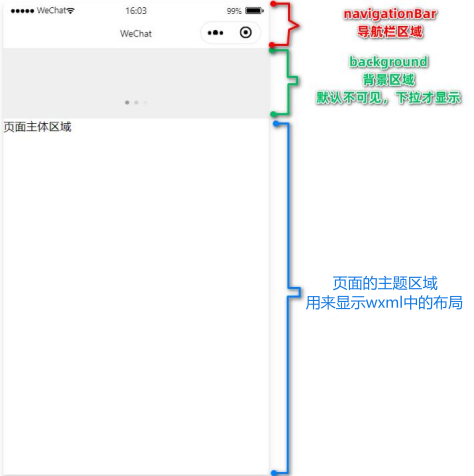 WeChat
16:03
99%
WeChat
页面主体区域
navigationBar
导航栏区域
background
背景区域
默认不可见，下拉才显示
页面的主题区域
用来显示wxml中的布局